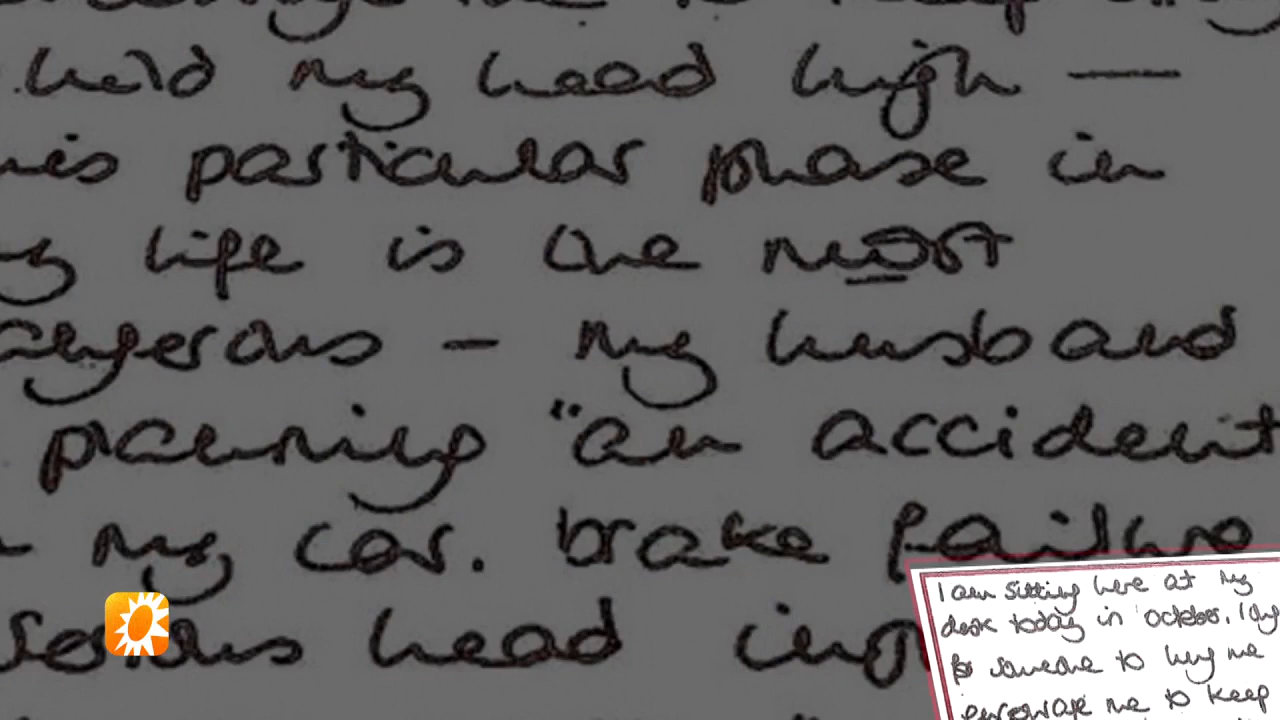 held my head high —
particular phase in
life is the most
— my husband
planning "an accident
my car. brake failure
serious head
I am sitting here at my
desk today in October,
for someone to hug me
encourage me to keep